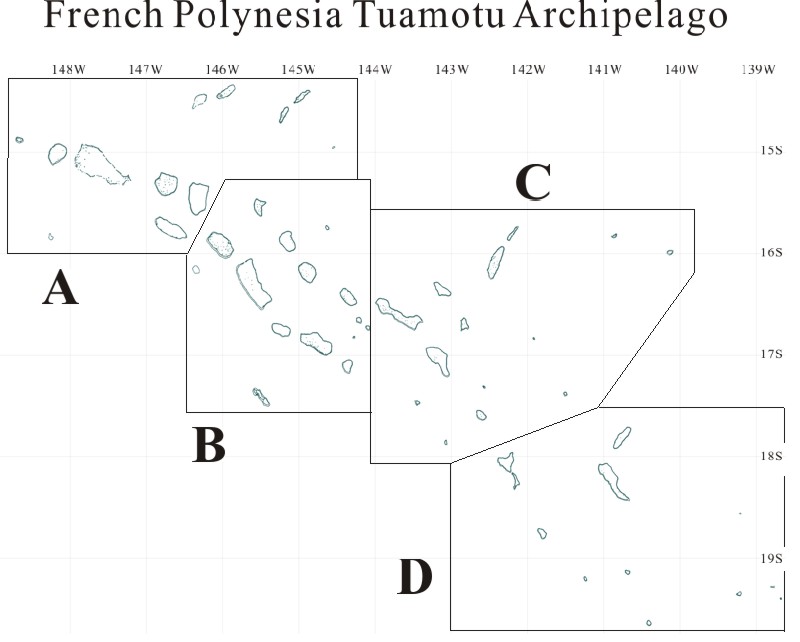 French Polynesia Tuamotu Archipelago
148W 147W 146W 145W 144W 143W 142W 141W 140W 139W
15S
C
16S
A
17S
B
18S
19S
D